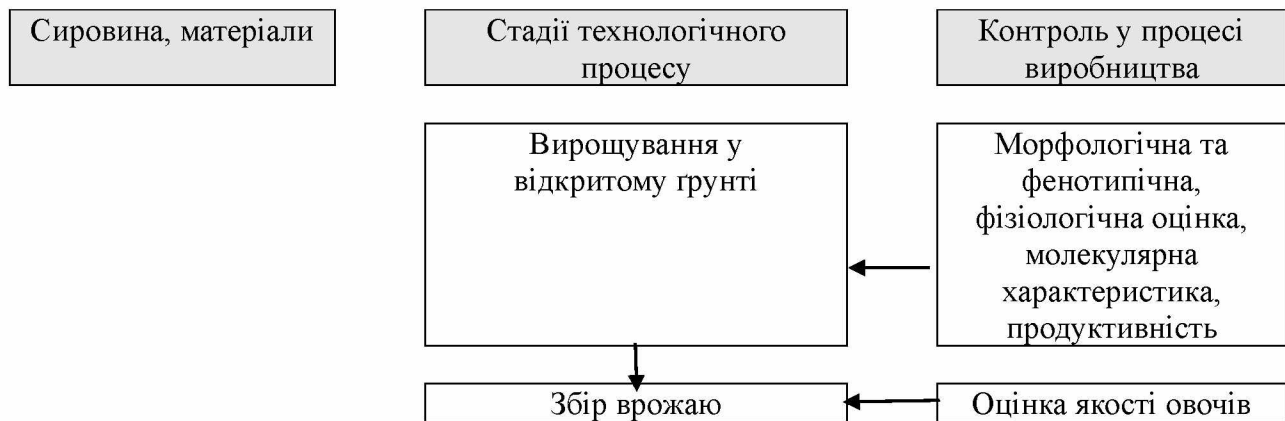 Сировина, матеріали
Стадії технологічного
процесу
Контроль у процесі
виробництва
Вирощування у
відкритому ґрунті
Морфологічна та
фенотипічна,
фізіологічна оцінка,
молекулярна
характеристика,
продуктивність
Збір врожаю
Оцінка якості овочів